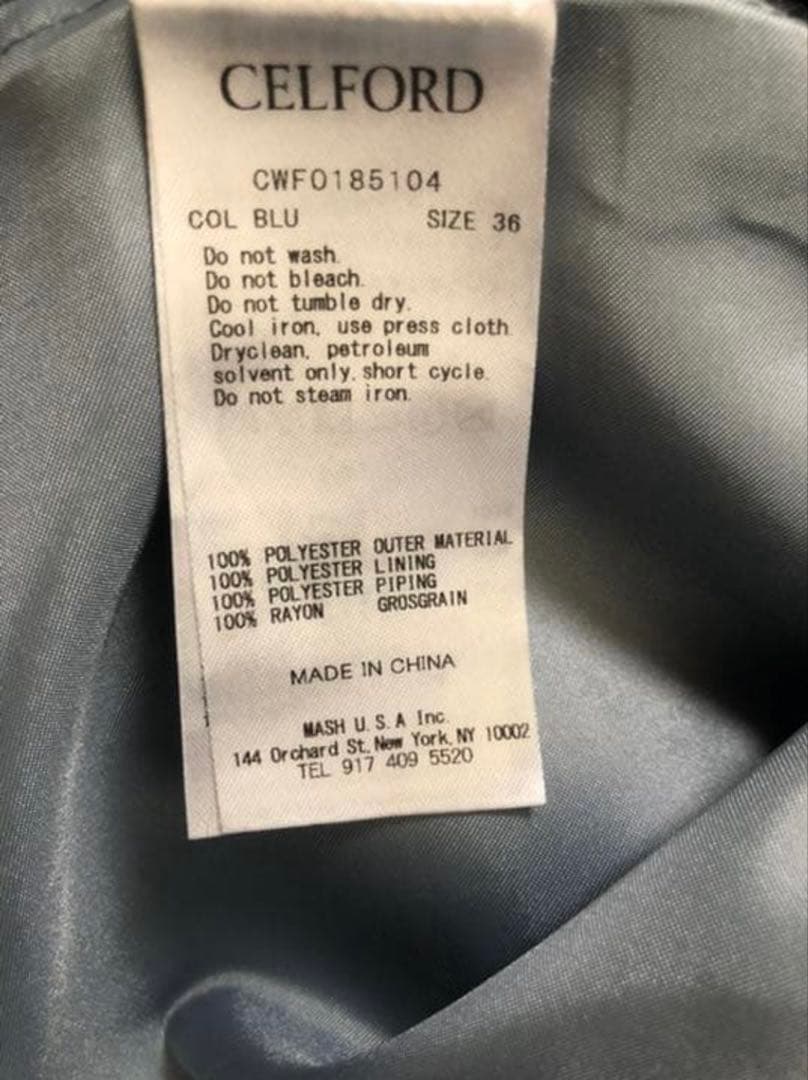 CELFORD
CWF0185104
COL BLU SIZE 36
Do not wash.
Do not bleach.
Do not tumble dry.
Cool iron, use press cloth.
Dryclean, petroleum
solvent only, short cycle.
Do not steam iron.
100% POLYESTER OUTER MATERIAL
100% POLYESTER LINING
100% POLYESTER PIPING
100% RAYON GROSGRAIN
MADE IN CHINA
MASH U.S.A Inc.
144 Orchard St, New York, NY 10002
TEL 917 409 5520